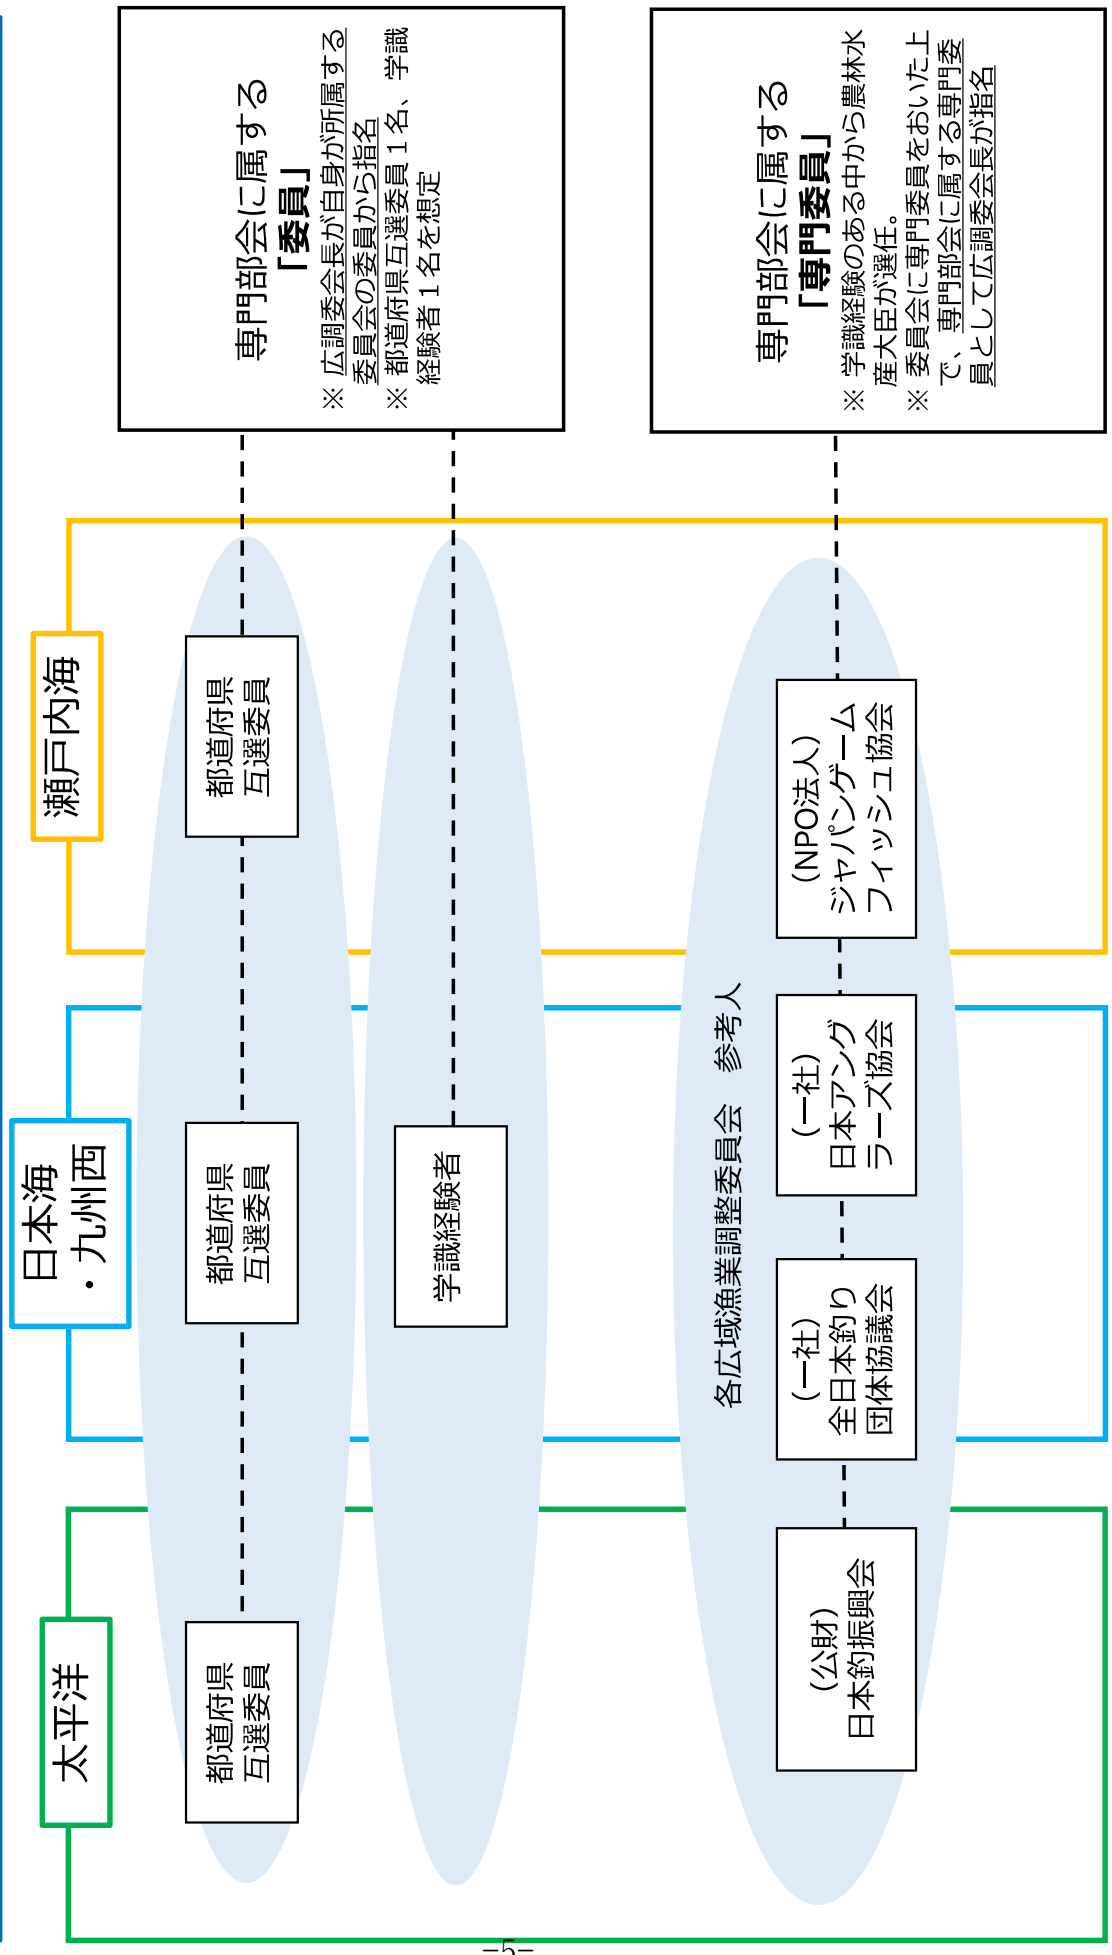 太平洋
日本海
・九州西
瀬戸内海
都道府県
互選委員
都道府県
互選委員
都道府県
互選委員
専門部会に属する
「委員」
※ 広調委会長が自身が所属する
委員会の委員から指名
※ 都道府県互選委員１名、学識
経験者１名を想定
学識経験者
各広域漁業調整委員会　参考人
(公財)
日本釣振興会
(一社)
全日本釣り
団体協議会
(一社)
日本アング
ラーズ協会
(NPO法人)
ジャパンゲーム
フィッシュ協会
専門部会に属する
「専門委員」
※ 学識経験のある中から農林水
産大臣が選任。
※ 委員会に専門委員をおいた上
で、専門部会に属する専門委
員として広調委会長が指名
-5-